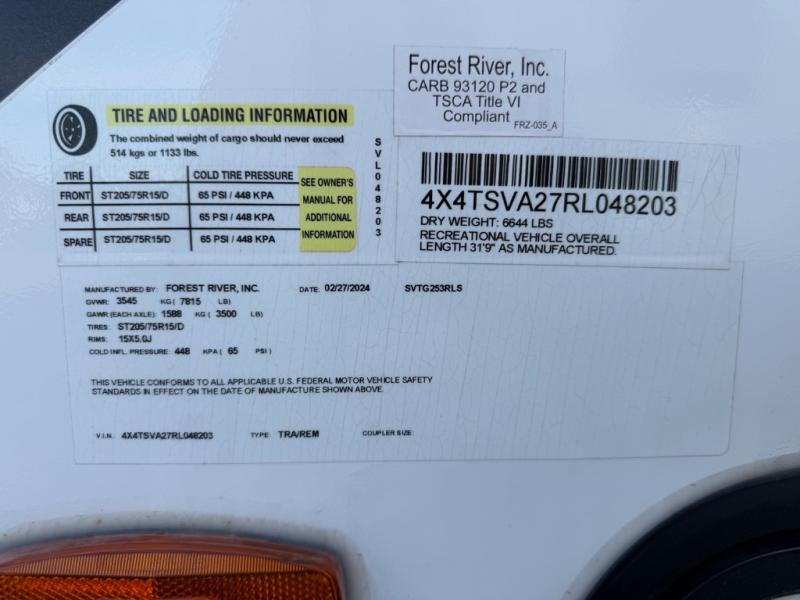 Forest River, Inc.
CARB 93120 P2 and
TSCA Title VI
Compliant
FRZ-035_A
TIRE AND LOADING INFORMATION
The combined weight of cargo should never exceed
514 kgs or 1133 lbs.
TIRE SIZE COLD TIRE PRESSURE
FRONT ST205/75R15/D 65 PSI / 448 KPA
REAR ST205/75R15/D 65 PSI / 448 KPA
SPARE ST205/75R15/D 65 PSI / 448 KPA
SEE OWNER'S
MANUAL FOR
ADDITIONAL
INFORMATION
SVL048203
4X4TSVA27RL048203
DRY WEIGHT: 6644 LBS
RECREATIONAL VEHICLE OVERALL
LENGTH 31'9" AS MANUFACTURED.
MANUFACTURED BY: FOREST RIVER, INC. DATE: 02/27/2024 SVTG253RLS
GVWR: 3545 KG ( 7815 LB)
GAWR (EACH AXLE): 1588 KG ( 3500 LB)
TIRES: ST205/75R15/D
RIMS: 15X5.0J
COLD INFL. PRESSURE: 448 KPA ( 65 PSI )
THIS VEHICLE CONFORMS TO ALL APPLICABLE U.S. FEDERAL MOTOR VEHICLE SAFETY
STANDARDS IN EFFECT ON THE DATE OF MANUFACTURE SHOWN ABOVE.
V.I.N.: 4X4TSVA27RL048203 TYPE: TRA/REM COUPLER SIZE: